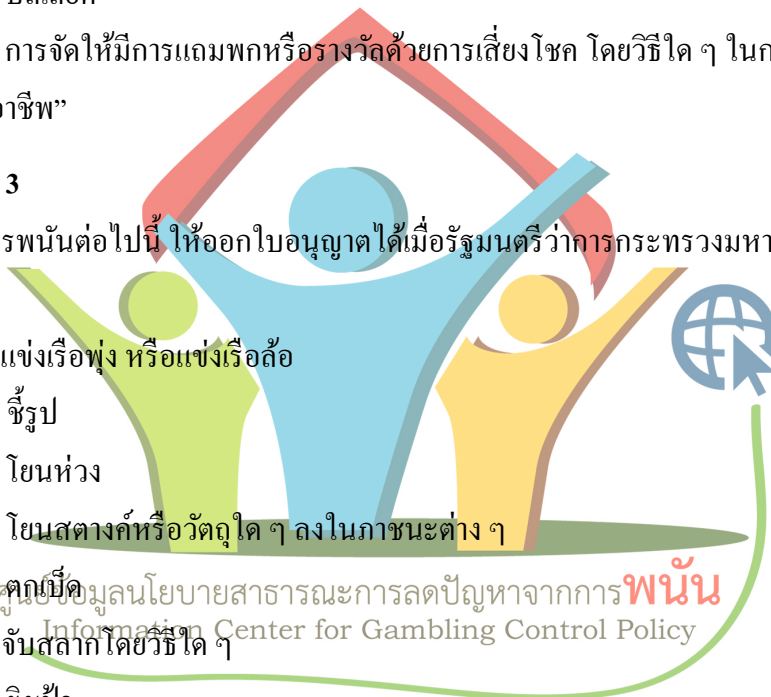 การจัดให้มีการแถมพกหรือรางวัลด้วยการเสี่ยงโชค โดยวิธีใด ๆ ในก
าชีพ”
3
รพนันต่อไปนี้ ให้ออกใบอนุญาตได้เมื่อรัฐมนตรีว่าการกระทรวงมหา
แข่งเรือพุ่ง หรือแข่งเรือล้อ
ชี้รูป
โยนห่วง
โยนสตางค์หรือวัตถุใด ๆ ลงในภาชนะต่าง ๆ
ตกเบ็ด
ศูนย์ข้อมูลนโยบายสาธารณะการลดปัญหาจากการพนัน
Information Center for Gambling Control Policy
จับสลากโดยวิธีใด ๆ